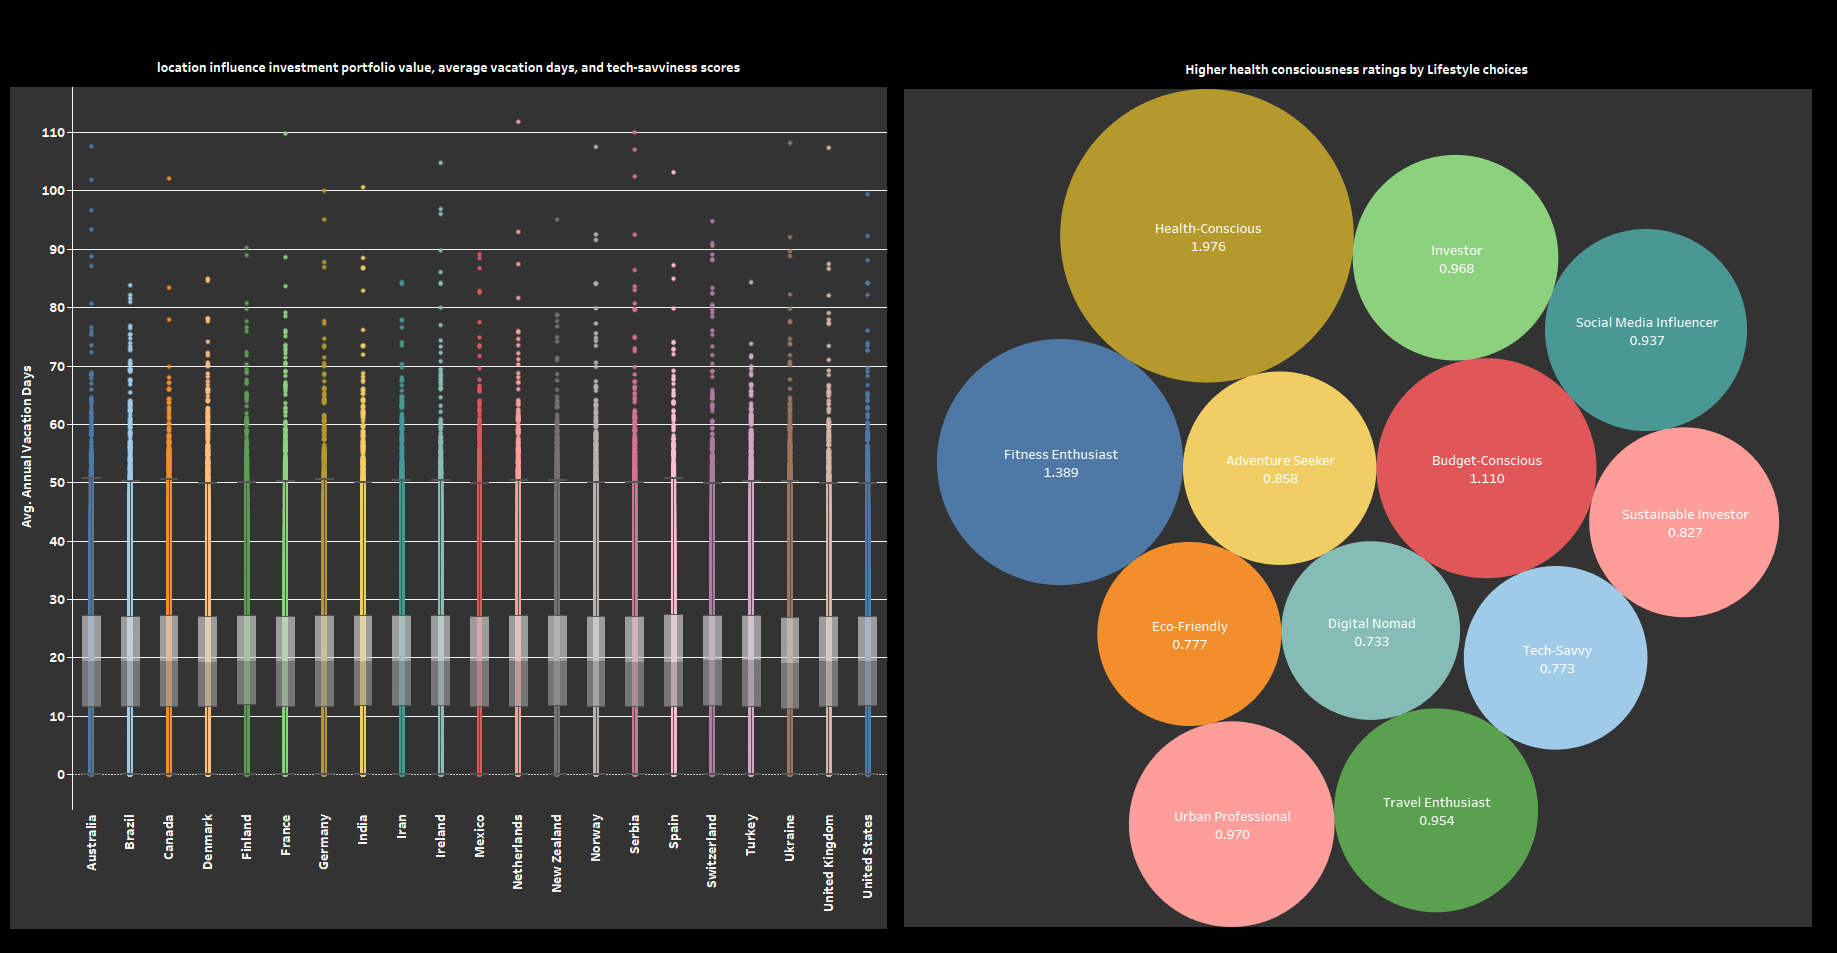 location influence investment portfolio value, average vacation days, and tech-savviness scores
Avg. Annual Vacation Days
110
100
90
80
70
60
50
40
30
20
10
0
Australia
Brazil
Canada
Denmark
Finland
France
Germany
India
Iran
Ireland
Mexico
Netherlands
New Zealand
Norway
Serbia
Spain
Switzerland
Turkey
Ukraine
United Kingdom
United States
Higher health consciousness ratings by Lifestyle choices
Health-Conscious
1.976
Investor
0.968
Social Media Influencer
0.937
Fitness Enthusiast
1.389
Adventure Seeker
0.858
Budget-Conscious
1.110
Sustainable Investor
0.827
Eco-Friendly
0.777
Digital Nomad
0.733
Tech-Savvy
0.773
Urban Professional
0.970
Travel Enthusiast
0.954